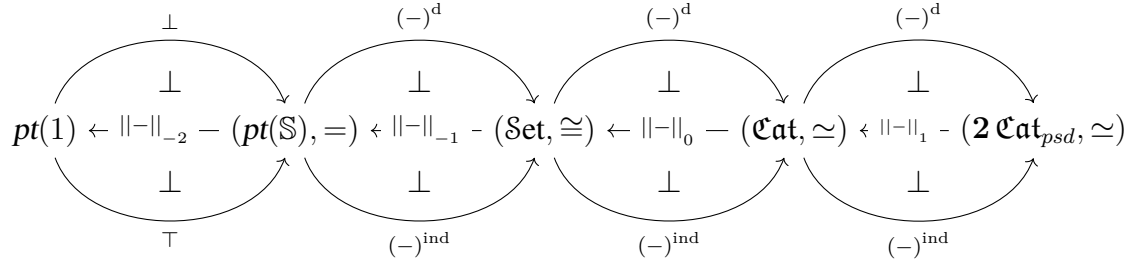 ⊥ (−)ᵈ (−)ᵈ (−)ᵈ
⊥ ⊥ ⊥ ⊥
pt(1) ← ||−||₋₂ − (pt(𝕊), =) ← ||−||₋₁ − (𝒮et, ≅) ← ||−||₀ − (ℭ𝔞𝔱, ≃) ← ||−||₁ − (𝟐 ℭ𝔞𝔱_psd, ≃)
⊥ ⊥ ⊥ ⊥
⊤ (−)ⁱⁿᵈ (−)ⁱⁿᵈ (−)ⁱⁿᵈ